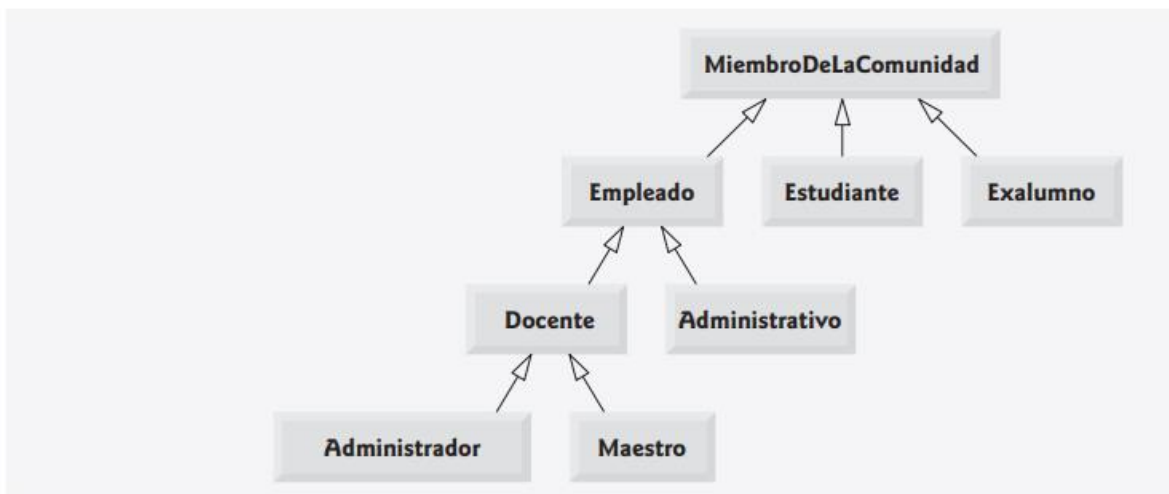 MiembroDeLaComunidad
Empleado
Estudiante
Exalumno
Docente
Administrativo
Administrador
Maestro